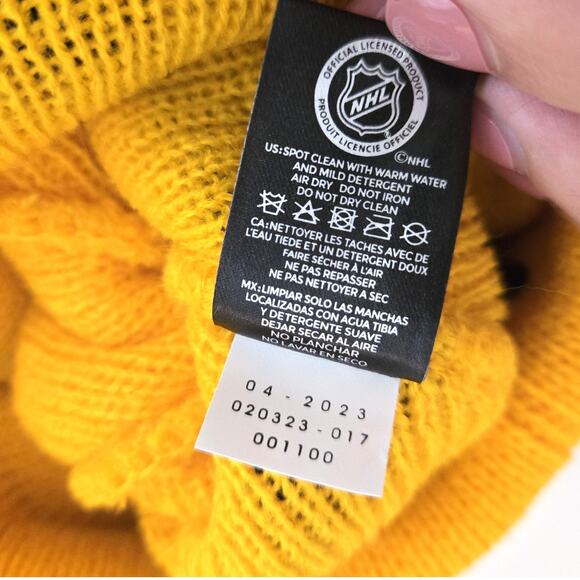 OFFICIAL LICENSED PRODUCT
NHL
PRODUIT LICENCIÉ OFFICIEL
©NHL
US:SPOT CLEAN WITH WARM WATER
AND MILD DETERGENT
AIR DRY DO NOT IRON
DO NOT DRY CLEAN
CA:NETTOYER LES TACHES AVEC DE
L'EAU TIEDE ET UN DETERGENT DOUX
FAIRE SÉCHER À L'AIR
NE PAS REPASSER
NE PAS NETTOYER A SEC
MX:LIMPIAR SOLO LAS MANCHAS
LOCALIZADAS CON AGUA TIBIA
Y DETERGENTE SUAVE
DEJAR SECAR AL AIRE
NO PLANCHAR
NO LAVAR EN SECO
04-2023
020323-017
001100